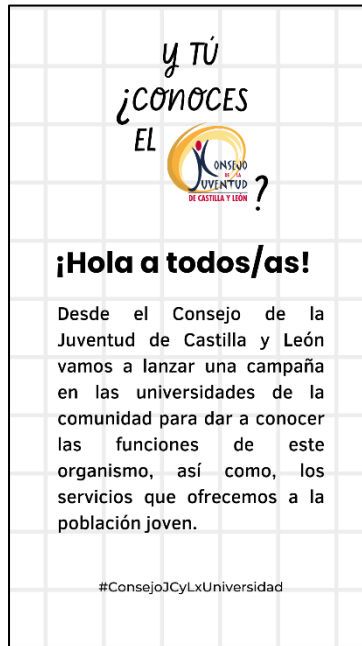 Y TÚ
¿CONOCES
EL
CONSEJO
DE LA
JUVENTUD
DE CASTILLA Y LEÓN
?
¡Hola a todos/as!
Desde el Consejo de la
Juventud de Castilla y León
vamos a lanzar una campaña
en las universidades de la
comunidad para dar a conocer
las funciones de este
organismo, así como, los
servicios que ofrecemos a la
población joven.
#ConsejoJCyLxUniversidad